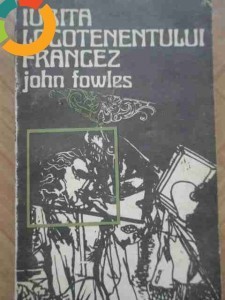 IUBITA
LOCOTENENTULUI
FRANCEZ
john fowles